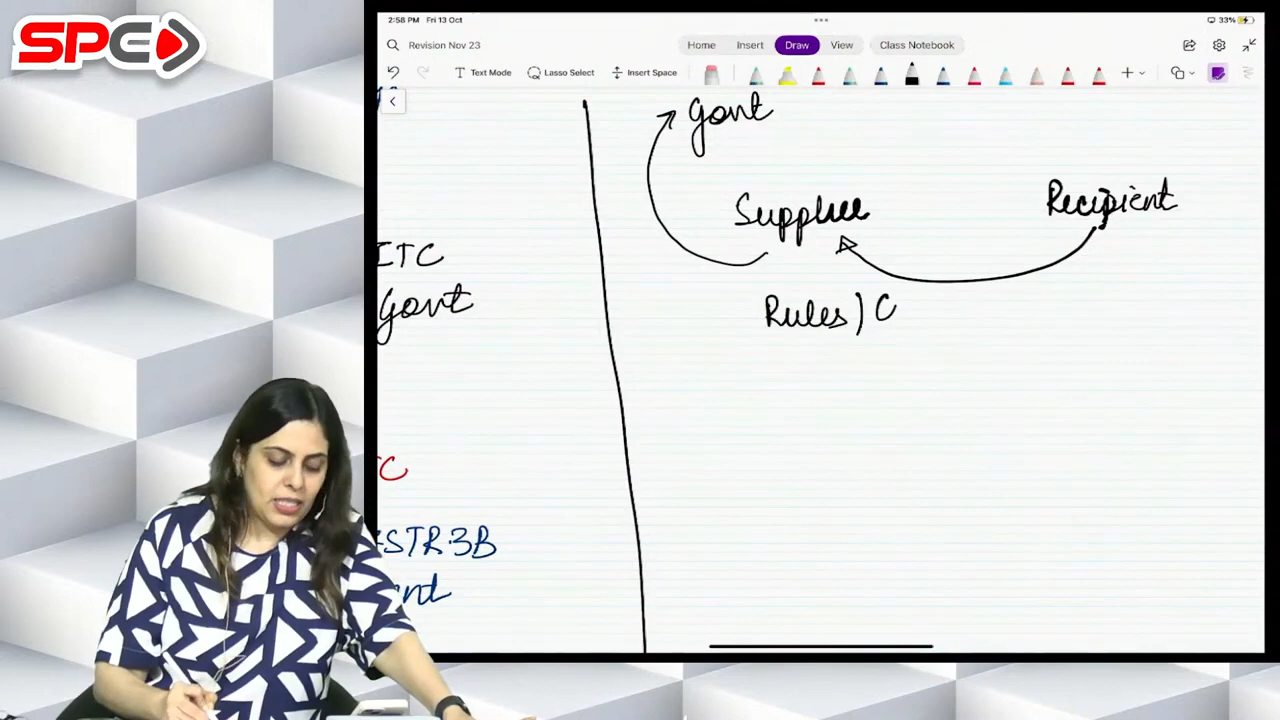 SPE
2:58 PM Fri 13 Oct
33%
Revision Nov 23
Home Insert Draw View Class Notebook
Text Mode Lasso Select Insert Space
Govt
Supplier Recipient
ITC
Govt
Rules) C
C
GSTR-3B